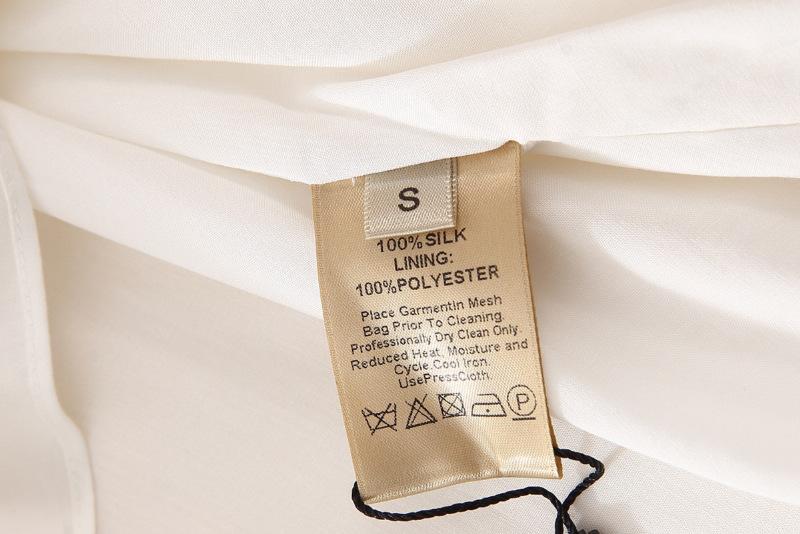 S
100%SILK
LINING:
100%POLYESTER
Place Garmentin Mesh
Bag Prior To Cleaning.
Professionally Dry Clean Only.
Reduced Heat, Moisture and
Cycle.Cool Iron.
UsePressCloth.
P